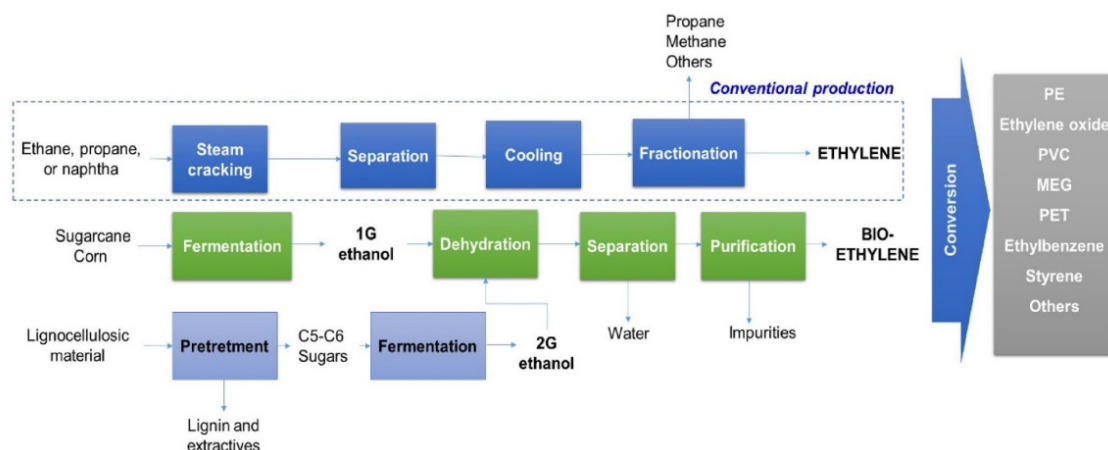 Propane
Methane
Others
Conventional production
Ethane, propane,
or naphtha
Steam
cracking
Separation
Cooling
Fractionation
ETHYLENE
Sugarcane
Corn
Fermentation
1G
ethanol
Dehydration
Separation
Purification
BIO-
ETHYLENE
Water
Impurities
Lignocellulosic
material
Pretretment
C5-C6
Sugars
Fermentation
2G
ethanol
Lignin and
extractives
Conversion
PE
Ethylene oxide
PVC
MEG
PET
Ethylbenzene
Styrene
Others